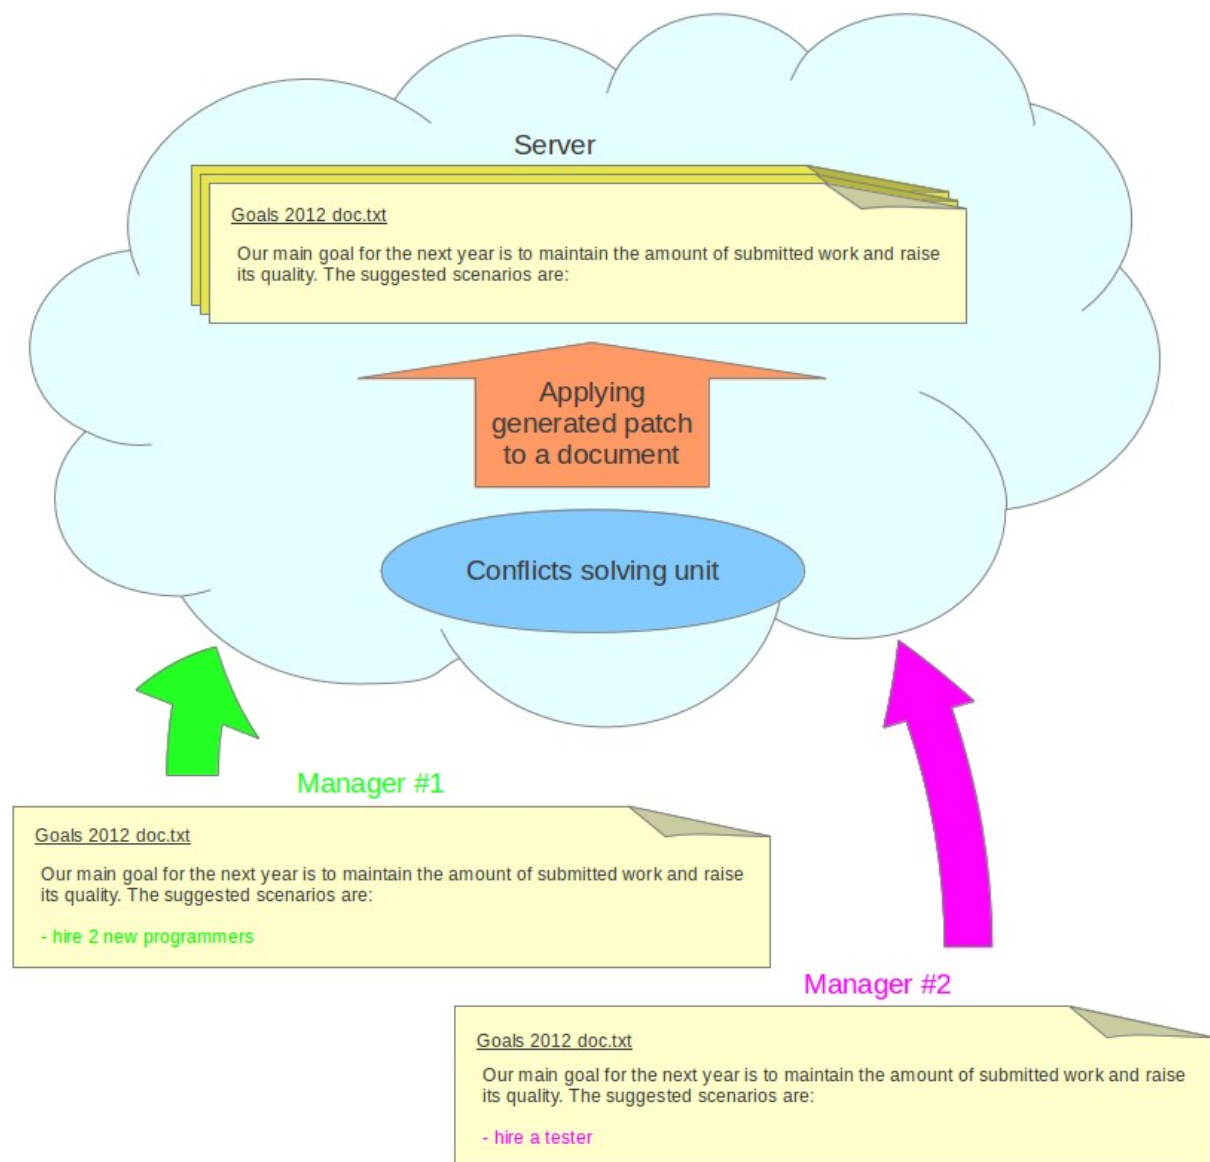 Server
Goals 2012 doc.txt
Our main goal for the next year is to maintain the amount of submitted work and raise
its quality. The suggested scenarios are:
Applying
generated patch
to a document
Conflicts solving unit
Manager #1
Goals 2012 doc.txt
Our main goal for the next year is to maintain the amount of submitted work and raise
its quality. The suggested scenarios are:
- hire 2 new programmers
Manager #2
Goals 2012 doc.txt
Our main goal for the next year is to maintain the amount of submitted work and raise
its quality. The suggested scenarios are:
- hire a tester